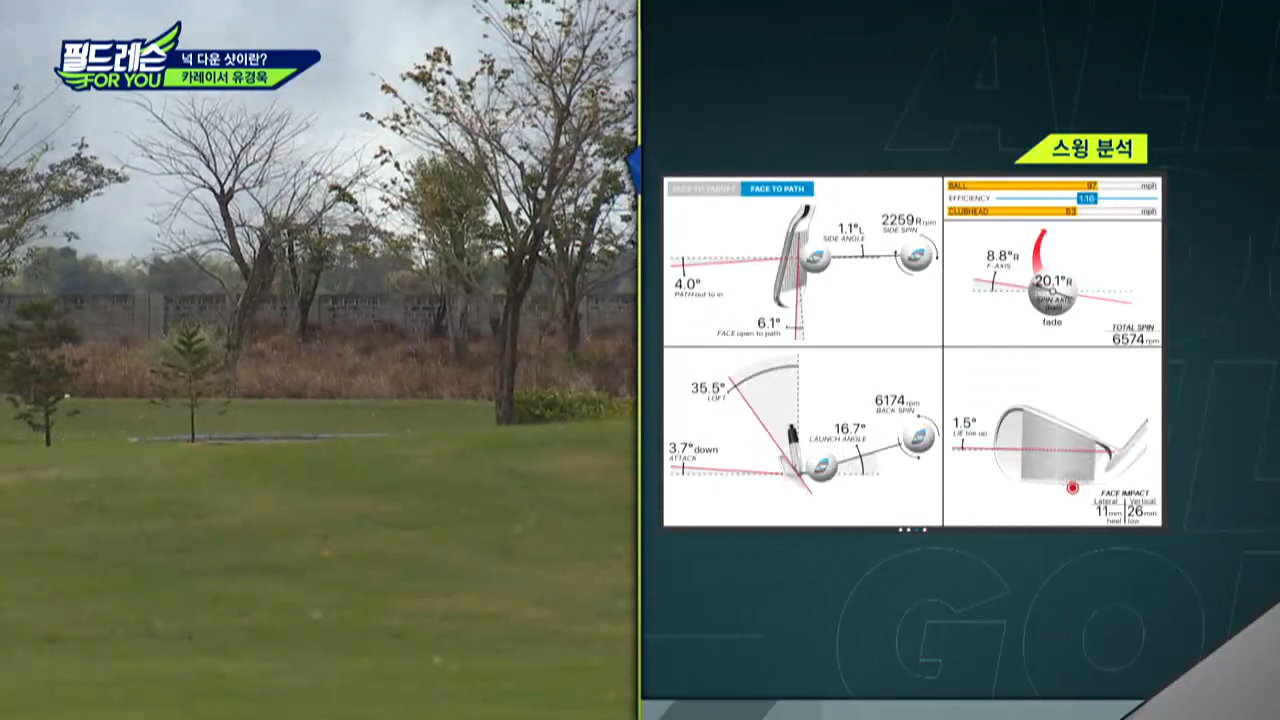 필드레슨
FOR YOU
넉 다운 샷이란?
카레이서 유경욱
스윙 분석
FACE TO TARGET
FACE TO PATH
BALL 97 mph
EFFICIENCY 1.16
CLUBHEAD 83 mph
1.1° L
SIDE ANGLE
2259 R rpm
SIDE SPIN
4.0°
PATH out to in
6.1°
FACE open to path
8.8° R
F-AXIS
20.1° R
SPIN AXIS
fade
TOTAL SPIN
6574 rpm
35.5°
LOFT
6174 rpm
BACK SPIN
16.7°
LAUNCH ANGLE
3.7° down
ATTACK
1.5°
LIE toe up
FACE IMPACT
Lateral Vertical
11 mm 26 mm
heel low
GO